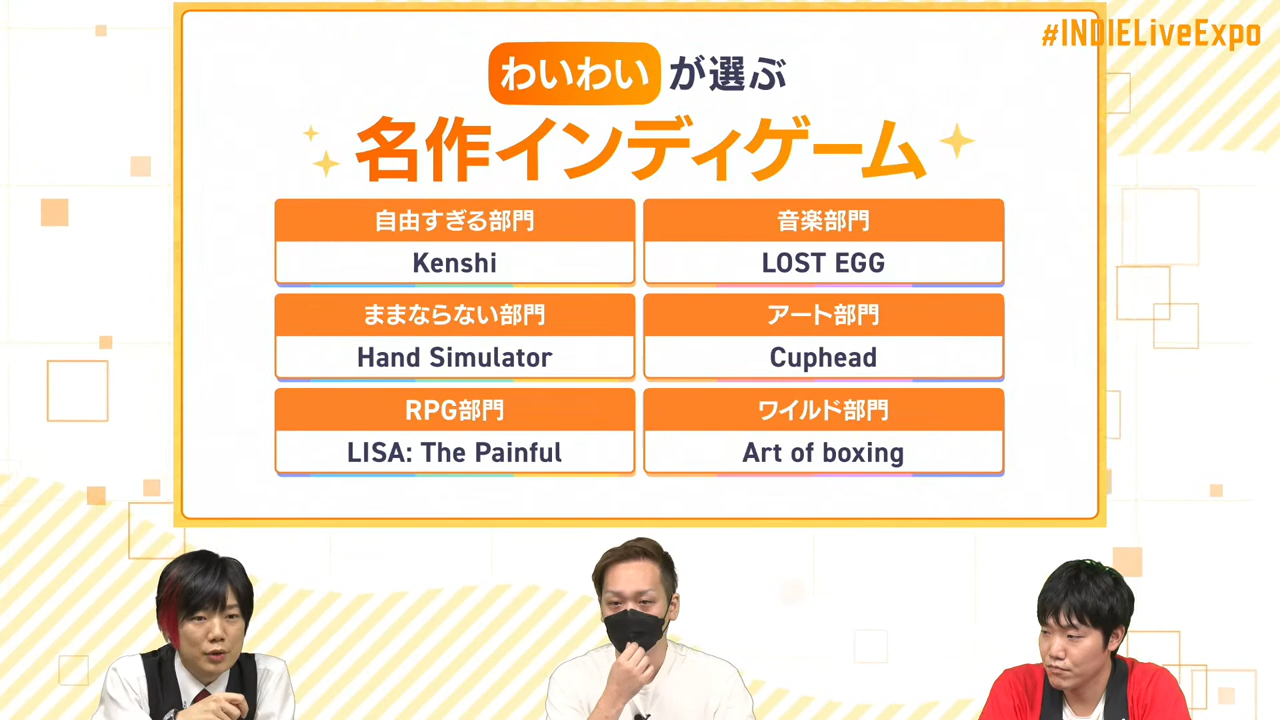 #INDIELiveExpo
わいわいが選ぶ
名作インディゲーム
自由すぎる部門
Kenshi
音楽部門
LOST EGG
ままならない部門
Hand Simulator
アート部門
Cuphead
RPG部門
LISA: The Painful
ワイルド部門
Art of boxing